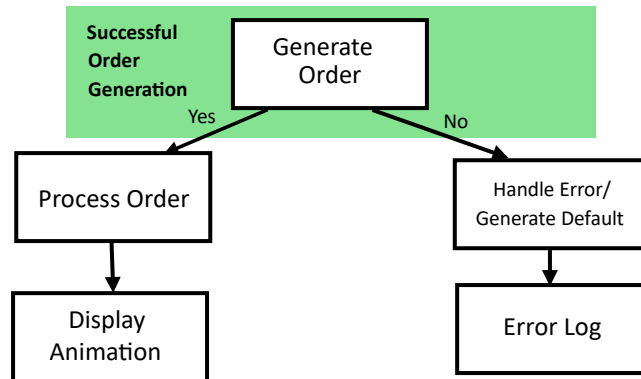 Successful
Order
Generation
Generate
Order
Yes
No
Process Order
Handle Error/
Generate Default
Display
Animation
Error Log